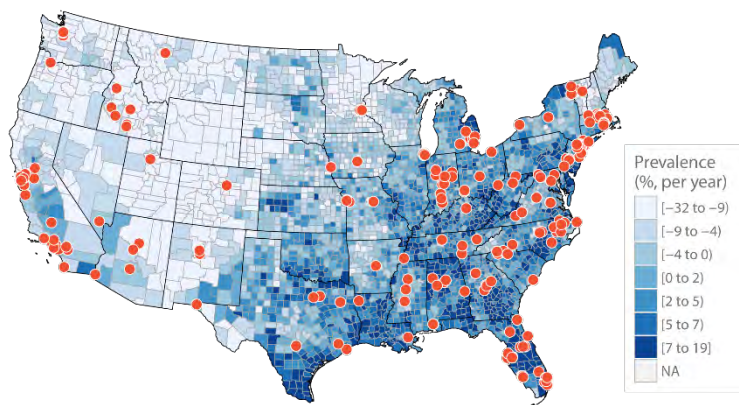 Prevalence
(%, per year)
[−32 to −9)
[−9 to −4)
[−4 to 0)
[0 to 2)
[2 to 5)
[5 to 7)
[7 to 19]
NA